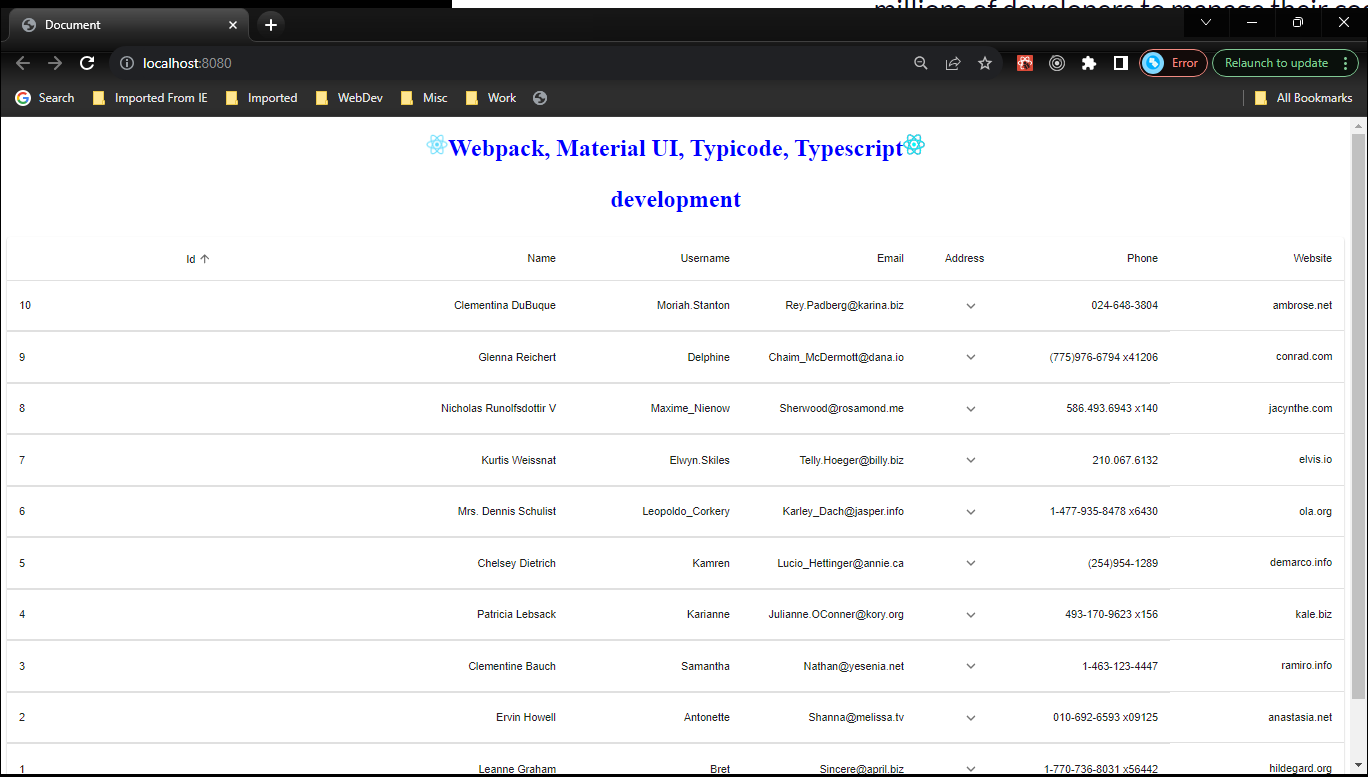 millions of developers to manage their co
Document
localhost:8080
Error
Relaunch to update
Search
Imported From IE
Imported
WebDev
Misc
Work
All Bookmarks
Webpack, Material UI, Typicode, Typescript
development
Id Name Username Email Address Phone Website
10 Clementina DuBuque Moriah.Stanton Rey.Padberg@karina.biz 024-648-3804 ambrose.net
9 Glenna Reichert Delphine Chaim_McDermott@dana.io (775)976-6794 x41206 conrad.com
8 Nicholas Runolfsdottir V Maxime_Nienow Sherwood@rosamond.me 586.493.6943 x140 jacynthe.com
7 Kurtis Weissnat Elwyn.Skiles Telly.Hoeger@billy.biz 210.067.6132 elvis.io
6 Mrs. Dennis Schulist Leopoldo_Corkery Karley_Dach@jasper.info 1-477-935-8478 x6430 ola.org
5 Chelsey Dietrich Kamren Lucio_Hettinger@annie.ca (254)954-1289 demarco.info
4 Patricia Lebsack Karianne Julianne.OConner@kory.org 493-170-9623 x156 kale.biz
3 Clementine Bauch Samantha Nathan@yesenia.net 1-463-123-4447 ramiro.info
2 Ervin Howell Antonette Shanna@melissa.tv 010-692-6593 x09125 anastasia.net
1 Leanne Graham Bret Sincere@april.biz 1-770-736-8031 x56442 hildegard.org